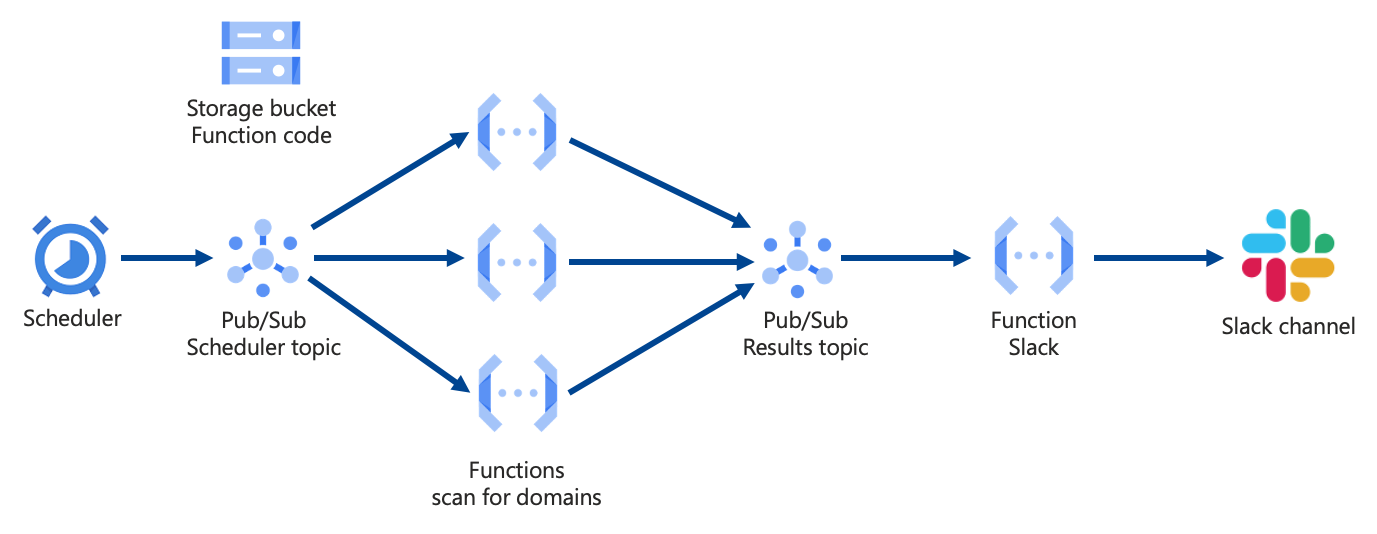 Storage bucket
Function code
Scheduler
Pub/Sub
Scheduler topic
Functions
scan for domains
Pub/Sub
Results topic
Function
Slack
Slack channel